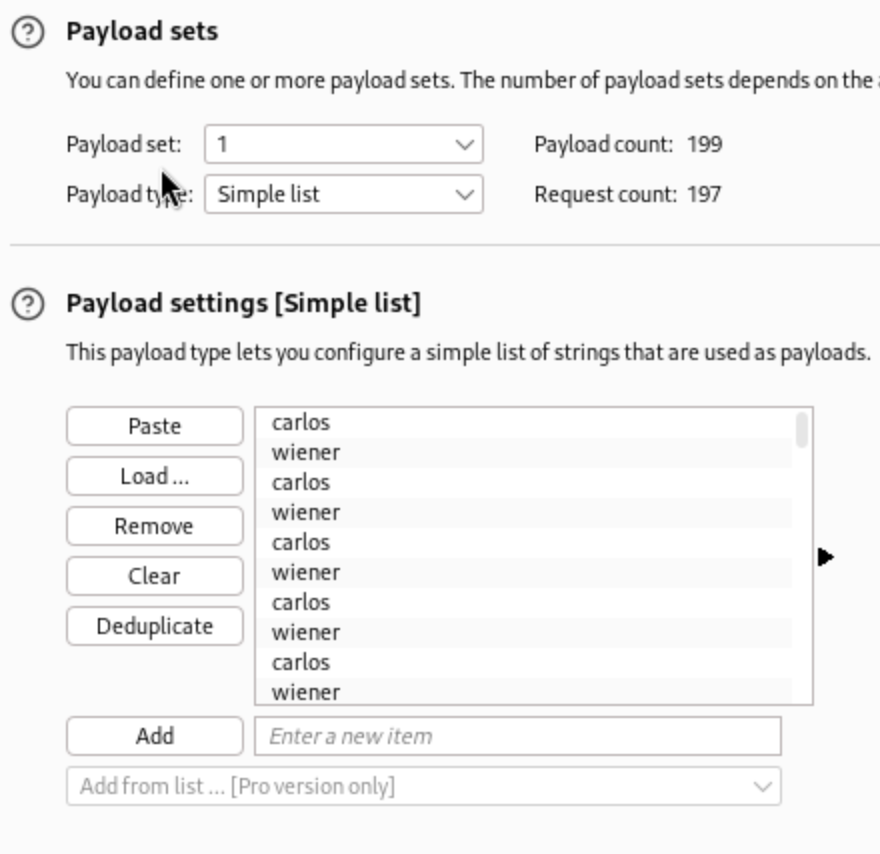 Payload sets
You can define one or more payload sets. The number of payload sets depends on the
Payload set: 1 Payload count: 199
Payload type: Simple list Request count: 197
Payload settings [Simple list]
This payload type lets you configure a simple list of strings that are used as payloads.
Paste
Load ...
Remove
Clear
Deduplicate
carlos
wiener
carlos
wiener
carlos
wiener
carlos
wiener
carlos
wiener
Add Enter a new item
Add from list ... [Pro version only]